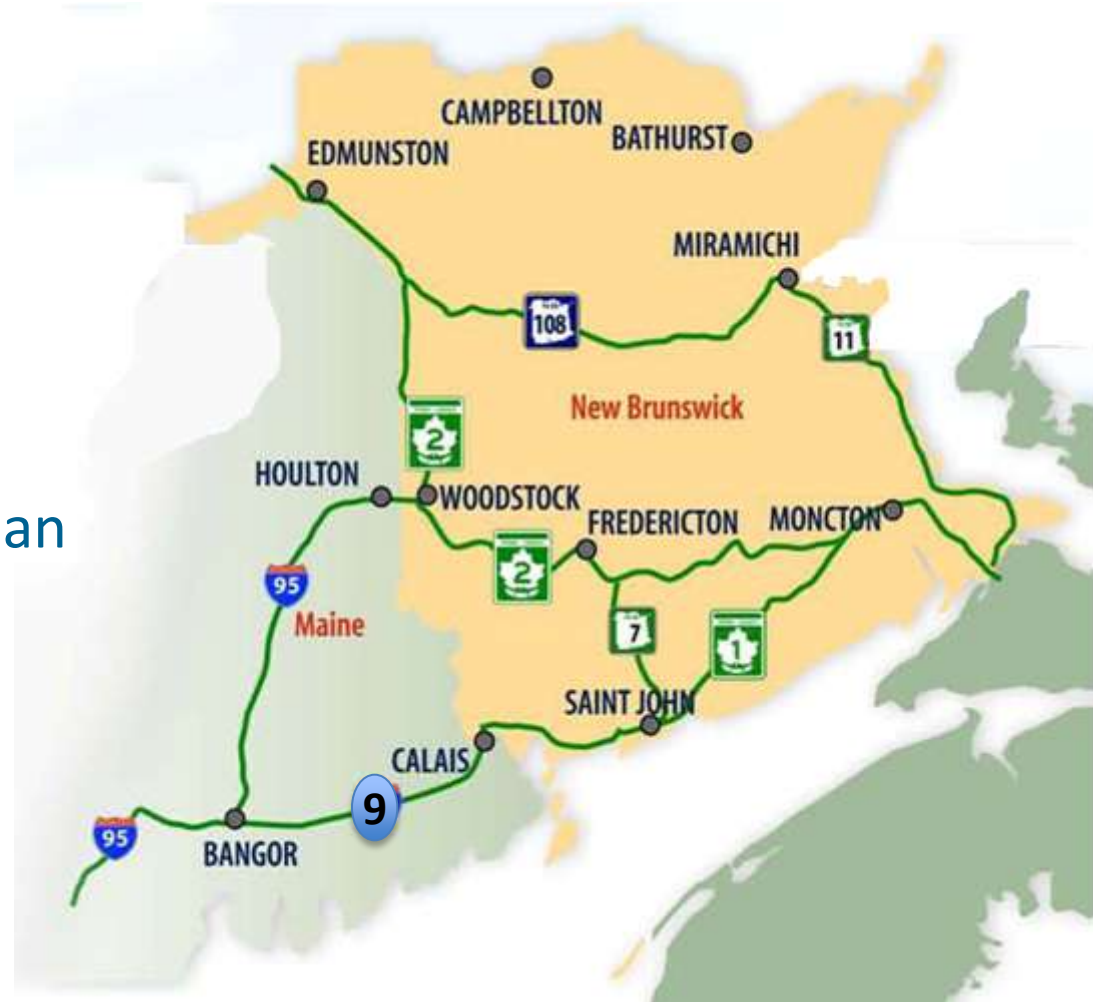 CAMPBELLTON
BATHURST
EDMUNSTON
MIRAMICHI
108
11
New Brunswick
2
HOULTON
WOODSTOCK
FREDERICTON
MONCTON
an
2
95
Maine
7
1
SAINT JOHN
CALAIS
9
95
BANGOR